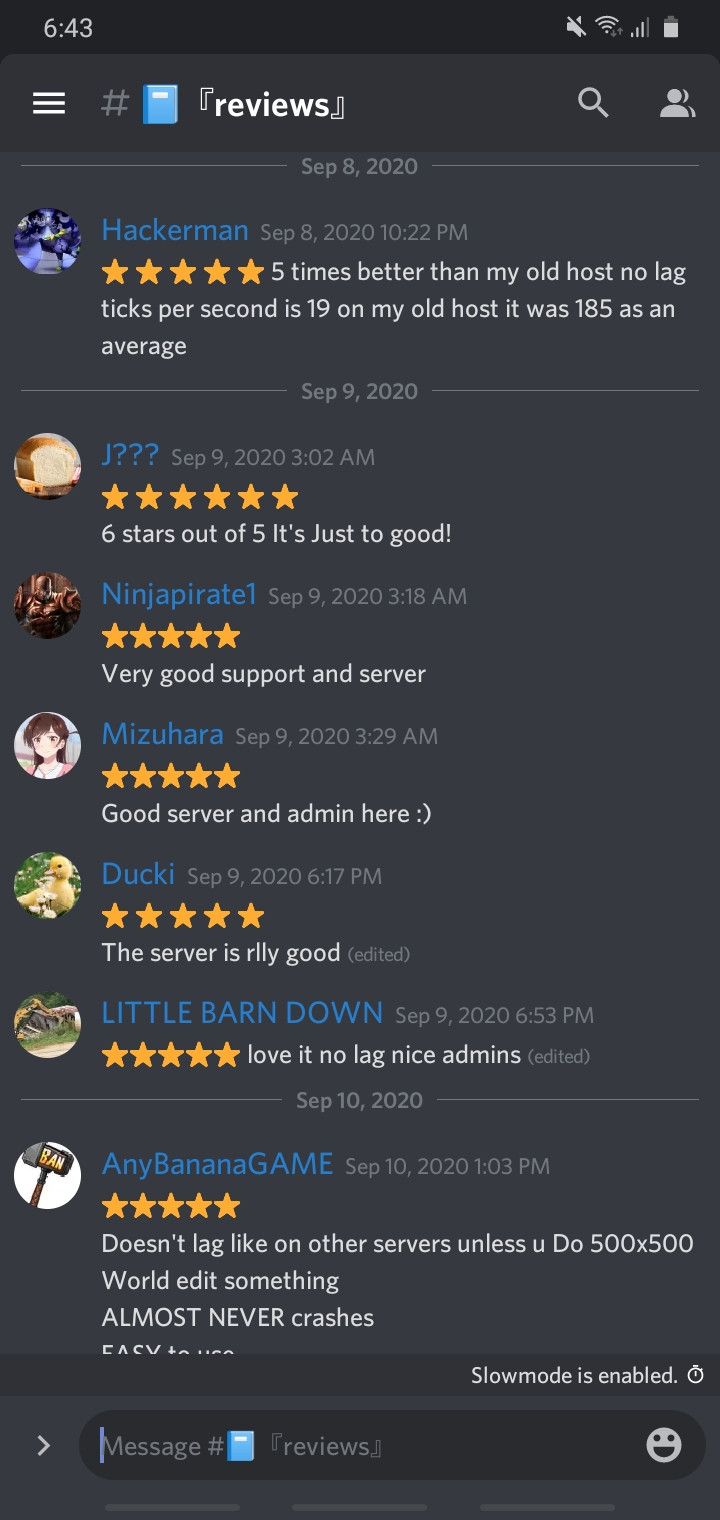 6:43
# 📘『reviews』
Sep 8, 2020
Hackerman Sep 8, 2020 10:22 PM
⭐ ⭐ ⭐ ⭐ ⭐ 5 times better than my old host no lag
ticks per second is 19 on my old host it was 185 as an
average
Sep 9, 2020
J??? Sep 9, 2020 3:02 AM
⭐ ⭐ ⭐ ⭐ ⭐ ⭐
6 stars out of 5 It's Just to good!
Ninjapirate1 Sep 9, 2020 3:18 AM
⭐⭐⭐⭐⭐
Very good support and server
Mizuhara Sep 9, 2020 3:29 AM
⭐⭐⭐⭐⭐
Good server and admin here :)
Ducki Sep 9, 2020 6:17 PM
⭐ ⭐ ⭐ ⭐ ⭐
The server is rlly good (edited)
LITTLE BARN DOWN Sep 9, 2020 6:53 PM
⭐⭐⭐⭐⭐ love it no lag nice admins (edited)
Sep 10, 2020
BAN
AnyBananaGAME Sep 10, 2020 1:03 PM
⭐⭐⭐⭐⭐
Doesn't lag like on other servers unless u Do 500x500
World edit something
ALMOST NEVER crashes
EASY to use
Slowmode is enabled.
Message #📘『reviews』